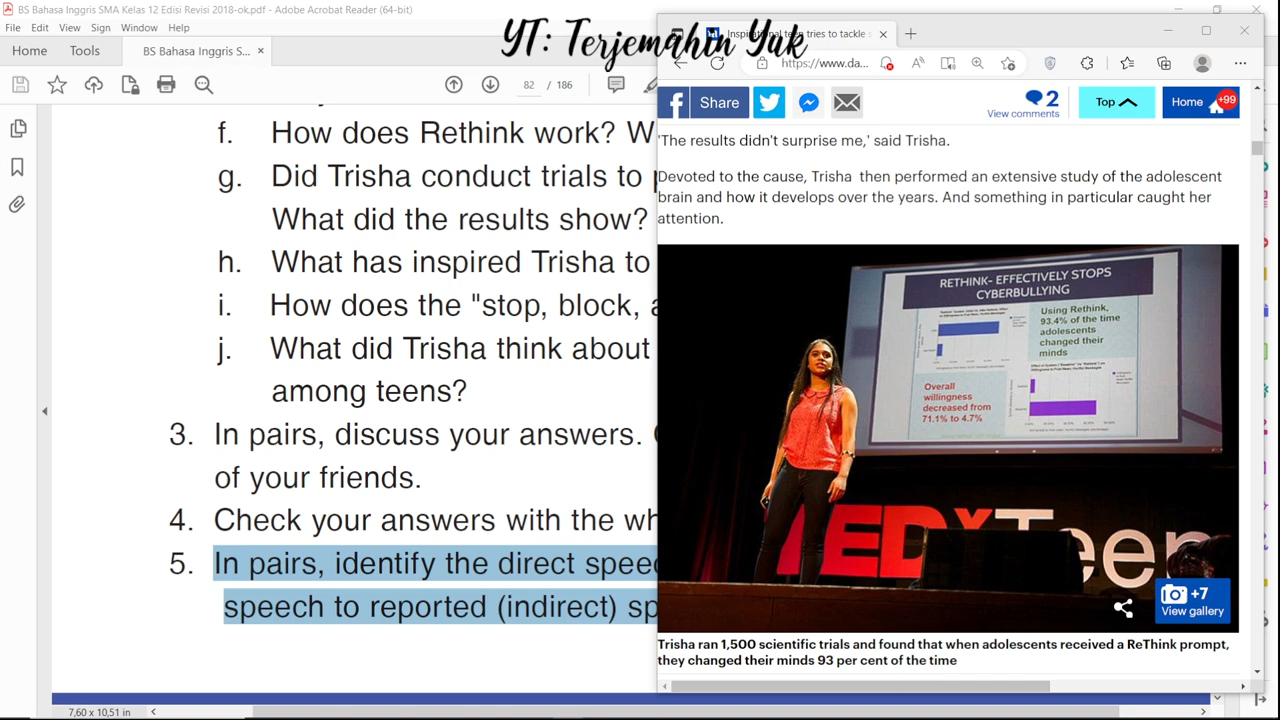 BS Bahasa Inggris SMA Kelas 12 Edisi Revisi 2018-ok.pdf - Adobe Acrobat Reader (64-bit)
File Edit View Sign Window Help
Home Tools BS Bahasa Inggris S... ×
82 / 186
YT: Terjemahin Yuk
f. How does Rethink work? W
g. Did Trisha conduct trials to
What did the results show?
h. What has inspired Trisha to
i. How does the "stop, block, a
j. What did Trisha think about
among teens?
3. In pairs, discuss your answers.
of your friends.
4. Check your answers with the wh
5. In pairs, identify the direct speec
speech to reported (indirect) sp
7,60 x 10,51 in
Inspirational teen tries to tackle s
https://www.da...
Share
2
View comments
Top
Home
+99
'The results didn't surprise me,' said Trisha.
Devoted to the cause, Trisha then performed an extensive study of the adolescent
brain and how it develops over the years. And something in particular caught her
attention.
RETHINK- EFFECTIVELY STOPS
CYBERBULLYING
Using Rethink,
93.4% of the time
adolescents
changed their
minds
Overall
willingness
decreased from
71.1% to 4.7%
TEDxTeen
+7
View gallery
Trisha ran 1,500 scientific trials and found that when adolescents received a ReThink prompt,
they changed their minds 93 per cent of the time